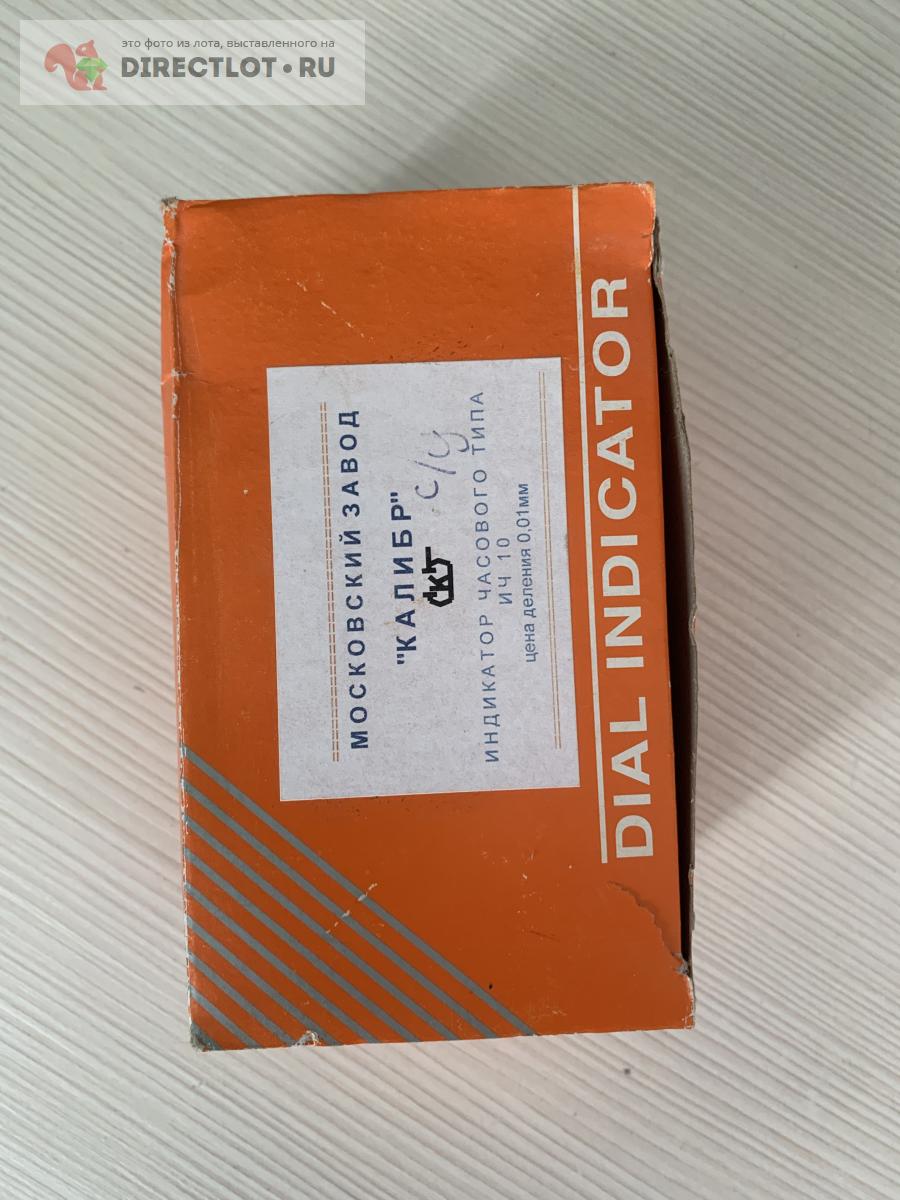 это фото из лота, выставленного на
DIRECTLOT•RU
МОСКОВСКИЙ ЗАВОД
"КАЛИБР"
с/у
ИНДИКАТОР ЧАСОВОГО ТИПА
ИЧ 10
цена деления 0,01мм
DIAL INDICATOR